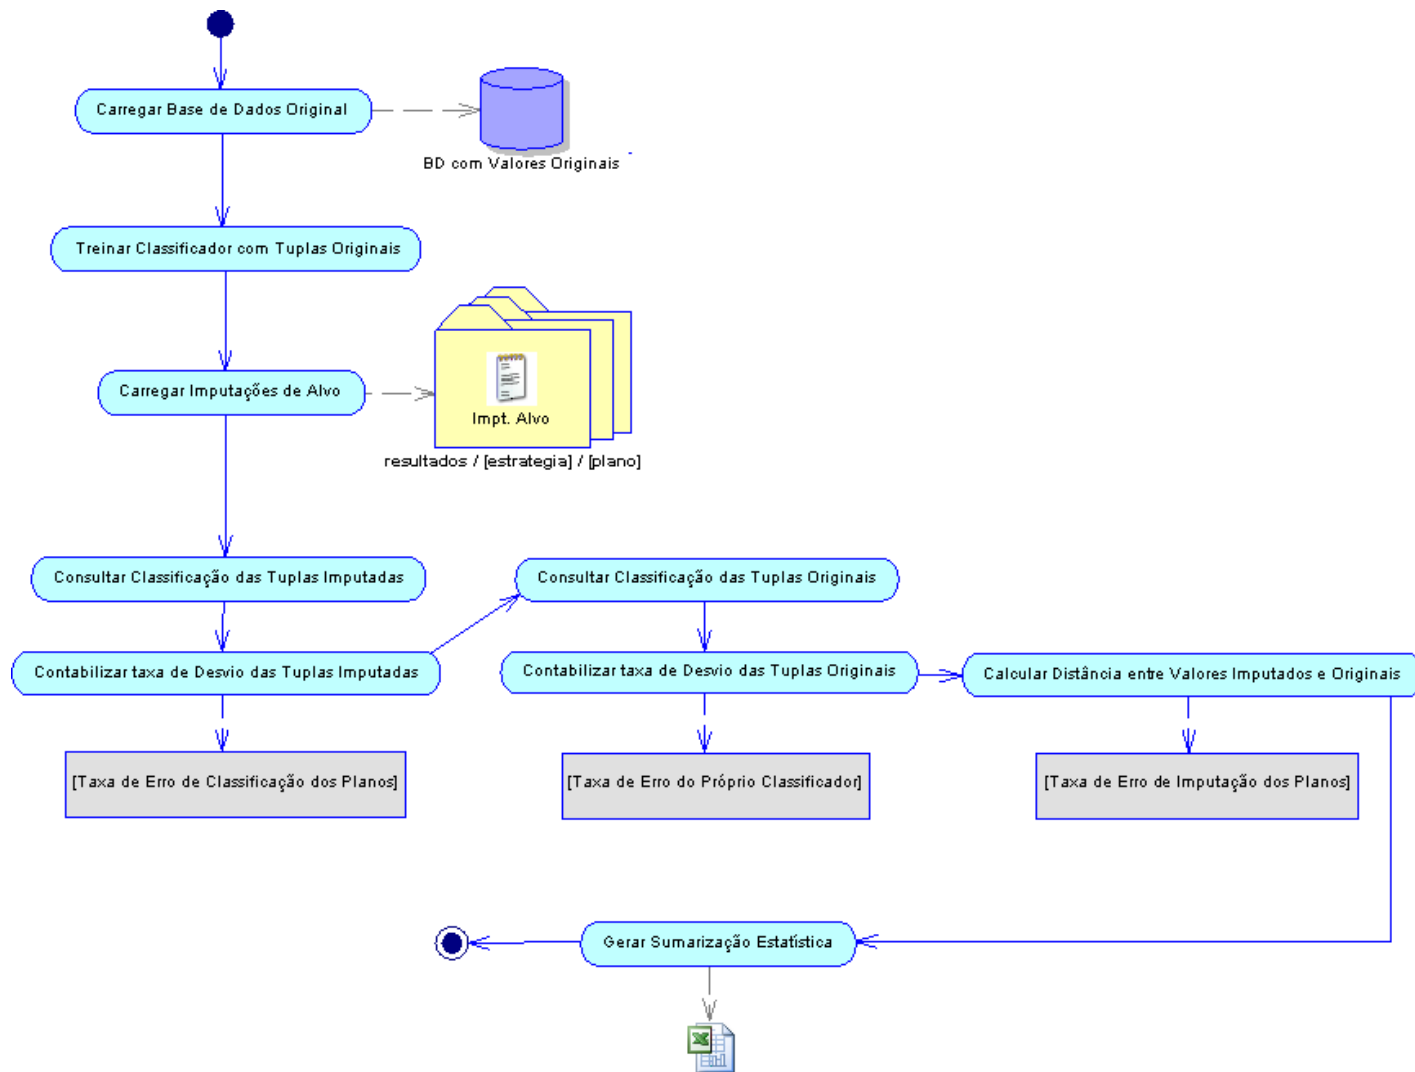 Carregar Base de Dados Original
BD com Valores Originais
Treinar Classificador com Tuplas Originais
Carregar Imputações de Alvo
Impt. Alvo
resultados / [estrategia] / [plano]
Consultar Classificação das Tuplas Imputadas
Consultar Classificação das Tuplas Originais
Contabilizar taxa de Desvio das Tuplas Imputadas
Contabilizar taxa de Desvio das Tuplas Originais
Calcular Distância entre Valores Imputados e Originais
[Taxa de Erro de Classificação dos Planos]
[Taxa de Erro do Próprio Classificador]
[Taxa de Erro de Imputação dos Planos]
Gerar Sumarização Estatística